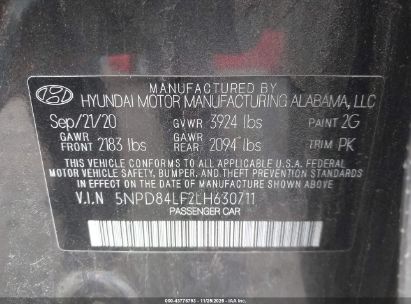 MANUFACTURED BY
HYUNDAI MOTOR MANUFACTURING ALABAMA, LLC
Sep/21/20 GVWR 3924 lbs PAINT 2G
GAWR FRONT 2183 lbs GAWR REAR 2094 lbs TRIM PK
THIS VEHICLE CONFORMS TO ALL APPLICABLE U.S. FEDERAL
MOTOR VEHICLE SAFETY, BUMPER, AND THEFT PREVENTION STANDARDS
IN EFFECT ON THE DATE OF MANUFACTURE SHOWN ABOVE.
V.I.N 5NPD84LF2LH630711
PASSENGER CAR